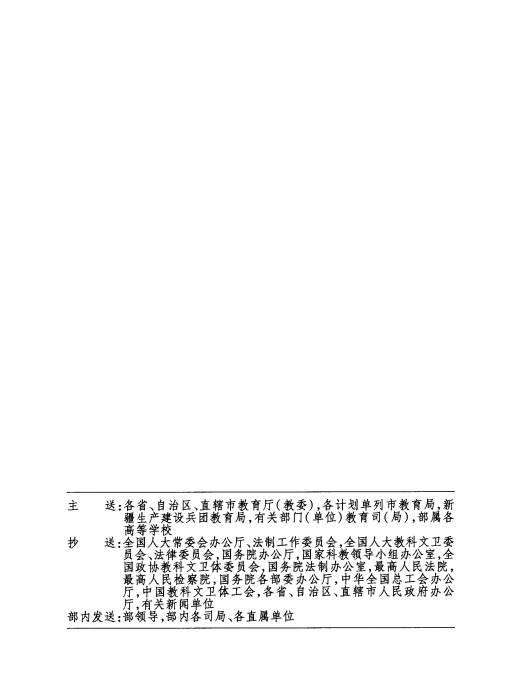 主　　送:各省、自治区、直辖市教育厅(教委),各计划单列市教育局,新
疆生产建设兵团教育局,有关部门(单位)教育司(局),部属各
高等学校
抄　　送:全国人大常委会办公厅、法制工作委员会,全国人大教科文卫委
员会、法律委员会,国务院办公厅,国家科教领导小组办公室,全
国政协教科文卫体委员会,国务院法制办公室,最高人民法院,
最高人民检察院,国务院各部委办公厅,中华全国总工会办公
厅,中国教科文卫体工会,各省、自治区、直辖市人民政府办公
厅,有关新闻单位
部内发送:部领导,部内各司局、各直属单位